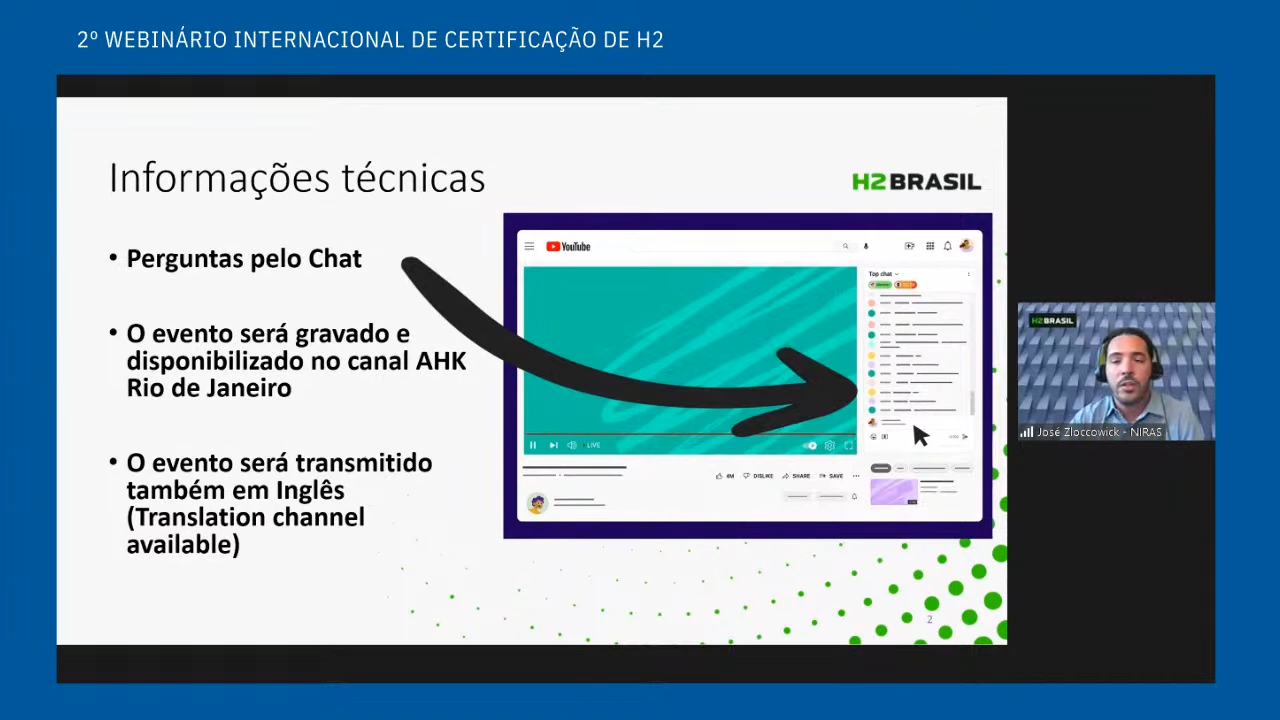 2º WEBINÁRIO INTERNACIONAL DE CERTIFICAÇÃO DE H2
Informações técnicas
H2BRASIL
• Perguntas pelo Chat
• O evento será gravado e
disponibilizado no canal AHK
Rio de Janeiro
• O evento será transmitido
também em Inglês
(Translation channel
available)
YouTube
Top chat
LIVE
4M
DISLIKE
SHARE
SAVE
2
H2BRASIL
José Zloccowick - NIRAS